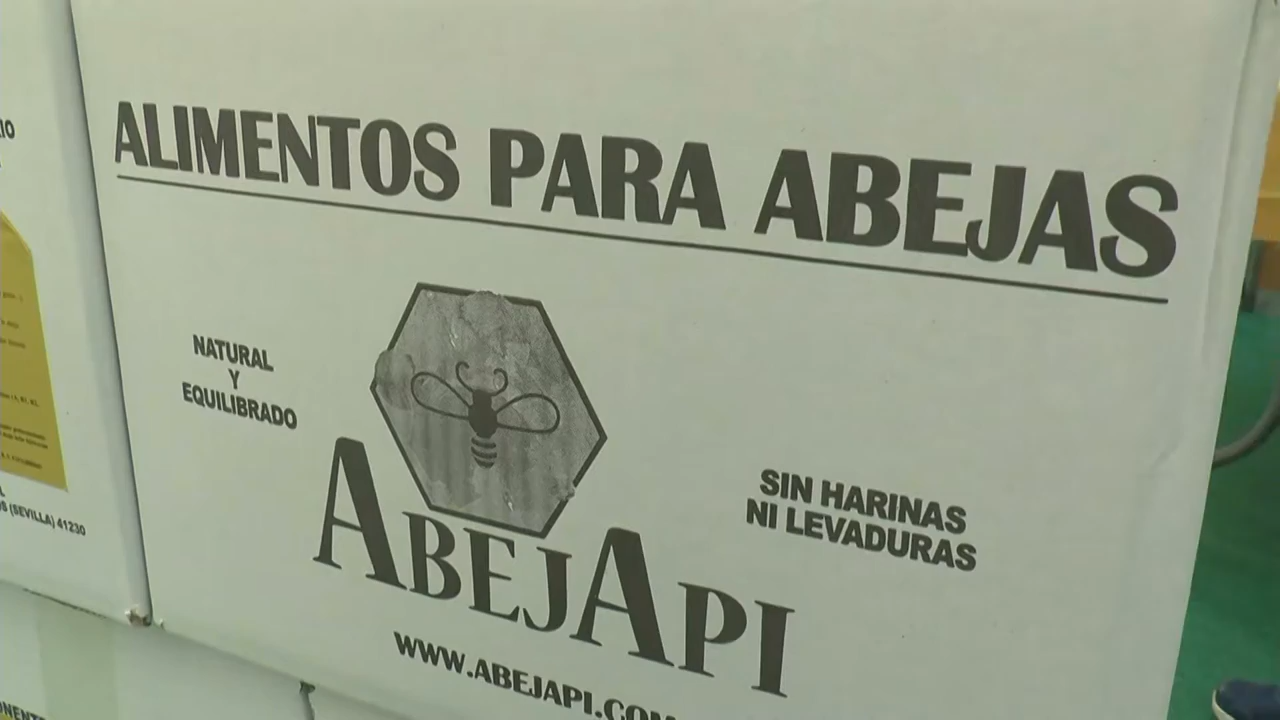 ALIMENTOS PARA ABEJAS
NATURAL
Y
EQUILIBRADO
SIN HARINAS
NI LEVADURAS
ABEJAPI
WWW.ABEJAPI.COM
(SEVILLA) 41230